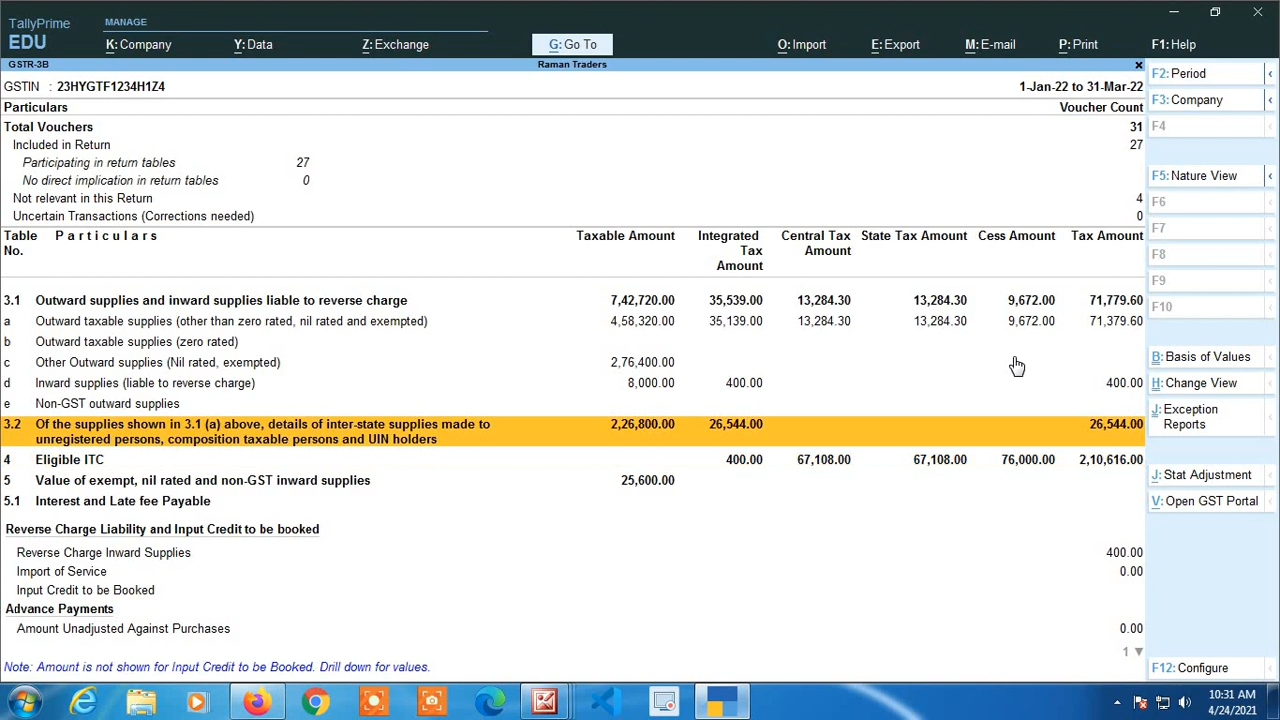 TallyPrime
EDU
MANAGE
K: Company
Y: Data
Z: Exchange
G: Go To
O: Import
E: Export
M: E-mail
P: Print
F1: Help
GSTR-3B
Raman Traders
GSTIN : 23HYGTF1234H1Z4
1-Jan-22 to 31-Mar-22
Particulars
Voucher Count
Total Vouchers 31
Included in Return 27
Participating in return tables 27
No direct implication in return tables 0
Not relevant in this Return 4
Uncertain Transactions (Corrections needed) 0
Table Particulars Taxable Amount Integrated Central Tax State Tax Amount Cess Amount Tax Amount
No. Tax Amount
Amount
3.1 Outward supplies and inward supplies liable to reverse charge 7,42,720.00 35,539.00 13,284.30 13,284.30 9,672.00 71,779.60
a Outward taxable supplies (other than zero rated, nil rated and exempted) 4,58,320.00 35,139.00 13,284.30 13,284.30 9,672.00 71,379.60
b Outward taxable supplies (zero rated)
c Other Outward supplies (Nil rated, exempted) 2,76,400.00
d Inward supplies (liable to reverse charge) 8,000.00 400.00 400.00
e Non-GST outward supplies
3.2 Of the supplies shown in 3.1 (a) above, details of inter-state supplies made to 2,26,800.00 26,544.00 26,544.00
unregistered persons, composition taxable persons and UIN holders
4 Eligible ITC 400.00 67,108.00 67,108.00 76,000.00 2,10,616.00
5 Value of exempt, nil rated and non-GST inward supplies 25,600.00
5.1 Interest and Late fee Payable
Reverse Charge Liability and Input Credit to be booked
Reverse Charge Inward Supplies 400.00
Import of Service 0.00
Input Credit to be Booked
Advance Payments
Amount Unadjusted Against Purchases 0.00
1
Note: Amount is not shown for Input Credit to be Booked. Drill down for values.
F2: Period
F3: Company
F4
F5: Nature View
F6
F7
F8
F9
F10
B: Basis of Values
H: Change View
J: Exception
Reports
J: Stat Adjustment
V: Open GST Portal
F12: Configure
10:31 AM
4/24/2021